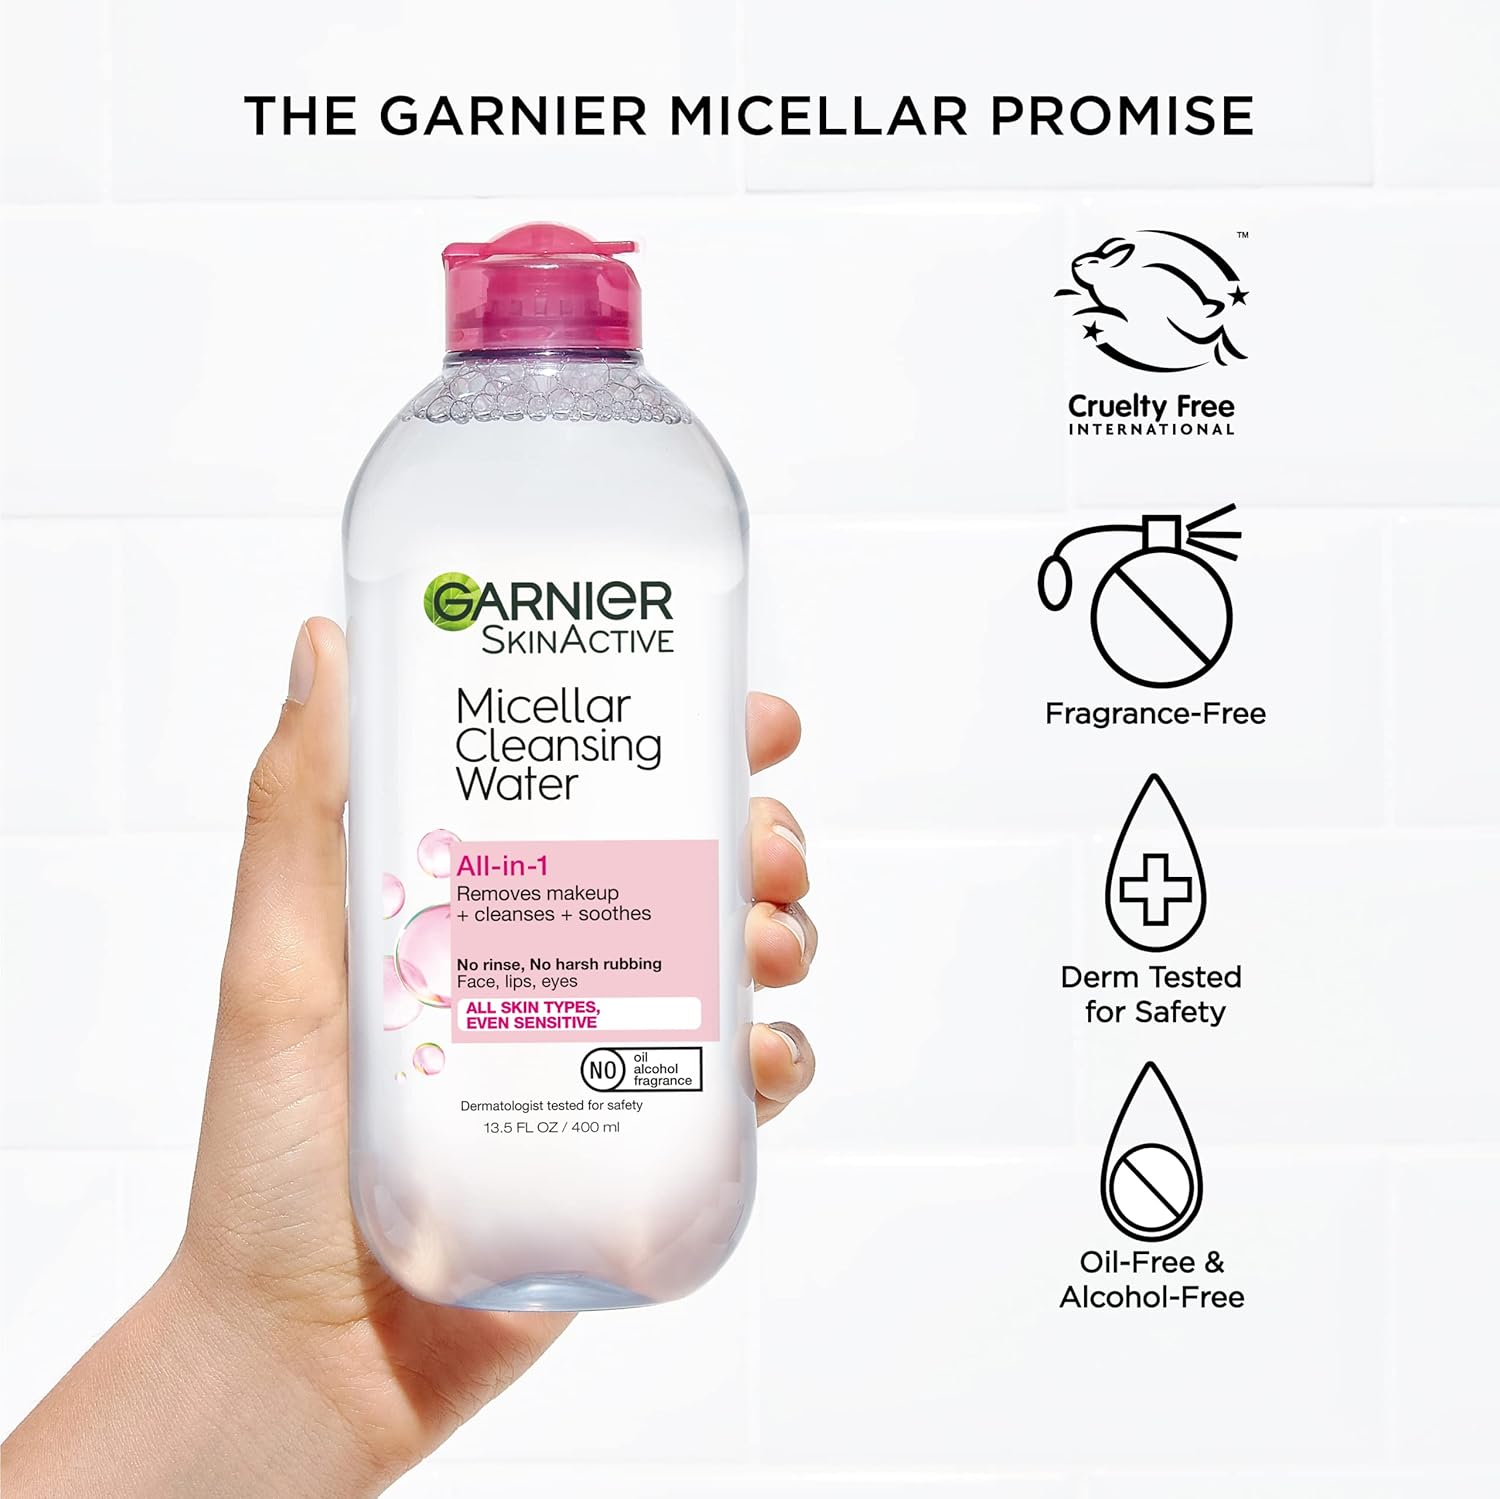 THE GARNIER MICELLAR PROMISE
GARNIER
SKINACTIVE
Micellar
Cleansing
Water
All-in-1
Removes makeup
+ cleanses + soothes
No rinse, No harsh rubbing
Face, lips, eyes
ALL SKIN TYPES,
EVEN SENSITIVE
NO
oil
alcohol
fragrance
Dermatologist tested for safety
13.5 FL OZ / 400 ml
TM
Cruelty Free
INTERNATIONAL
Fragrance-Free
Derm Tested
for Safety
Oil-Free &
Alcohol-Free